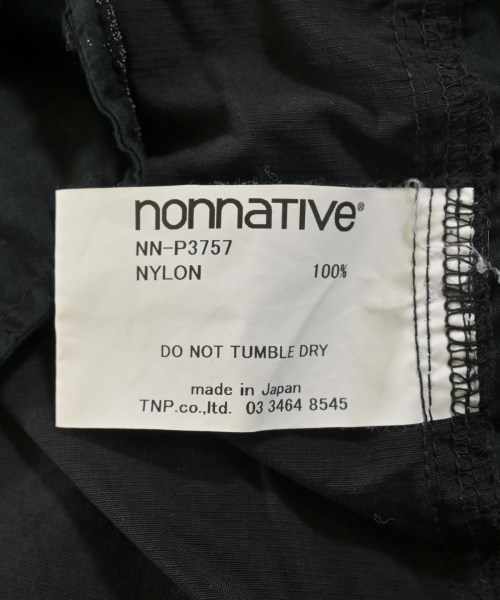 nonnative®
NN-P3757
NYLON 100%
DO NOT TUMBLE DRY
made in Japan
TNP.co.,ltd. 03 3464 8545